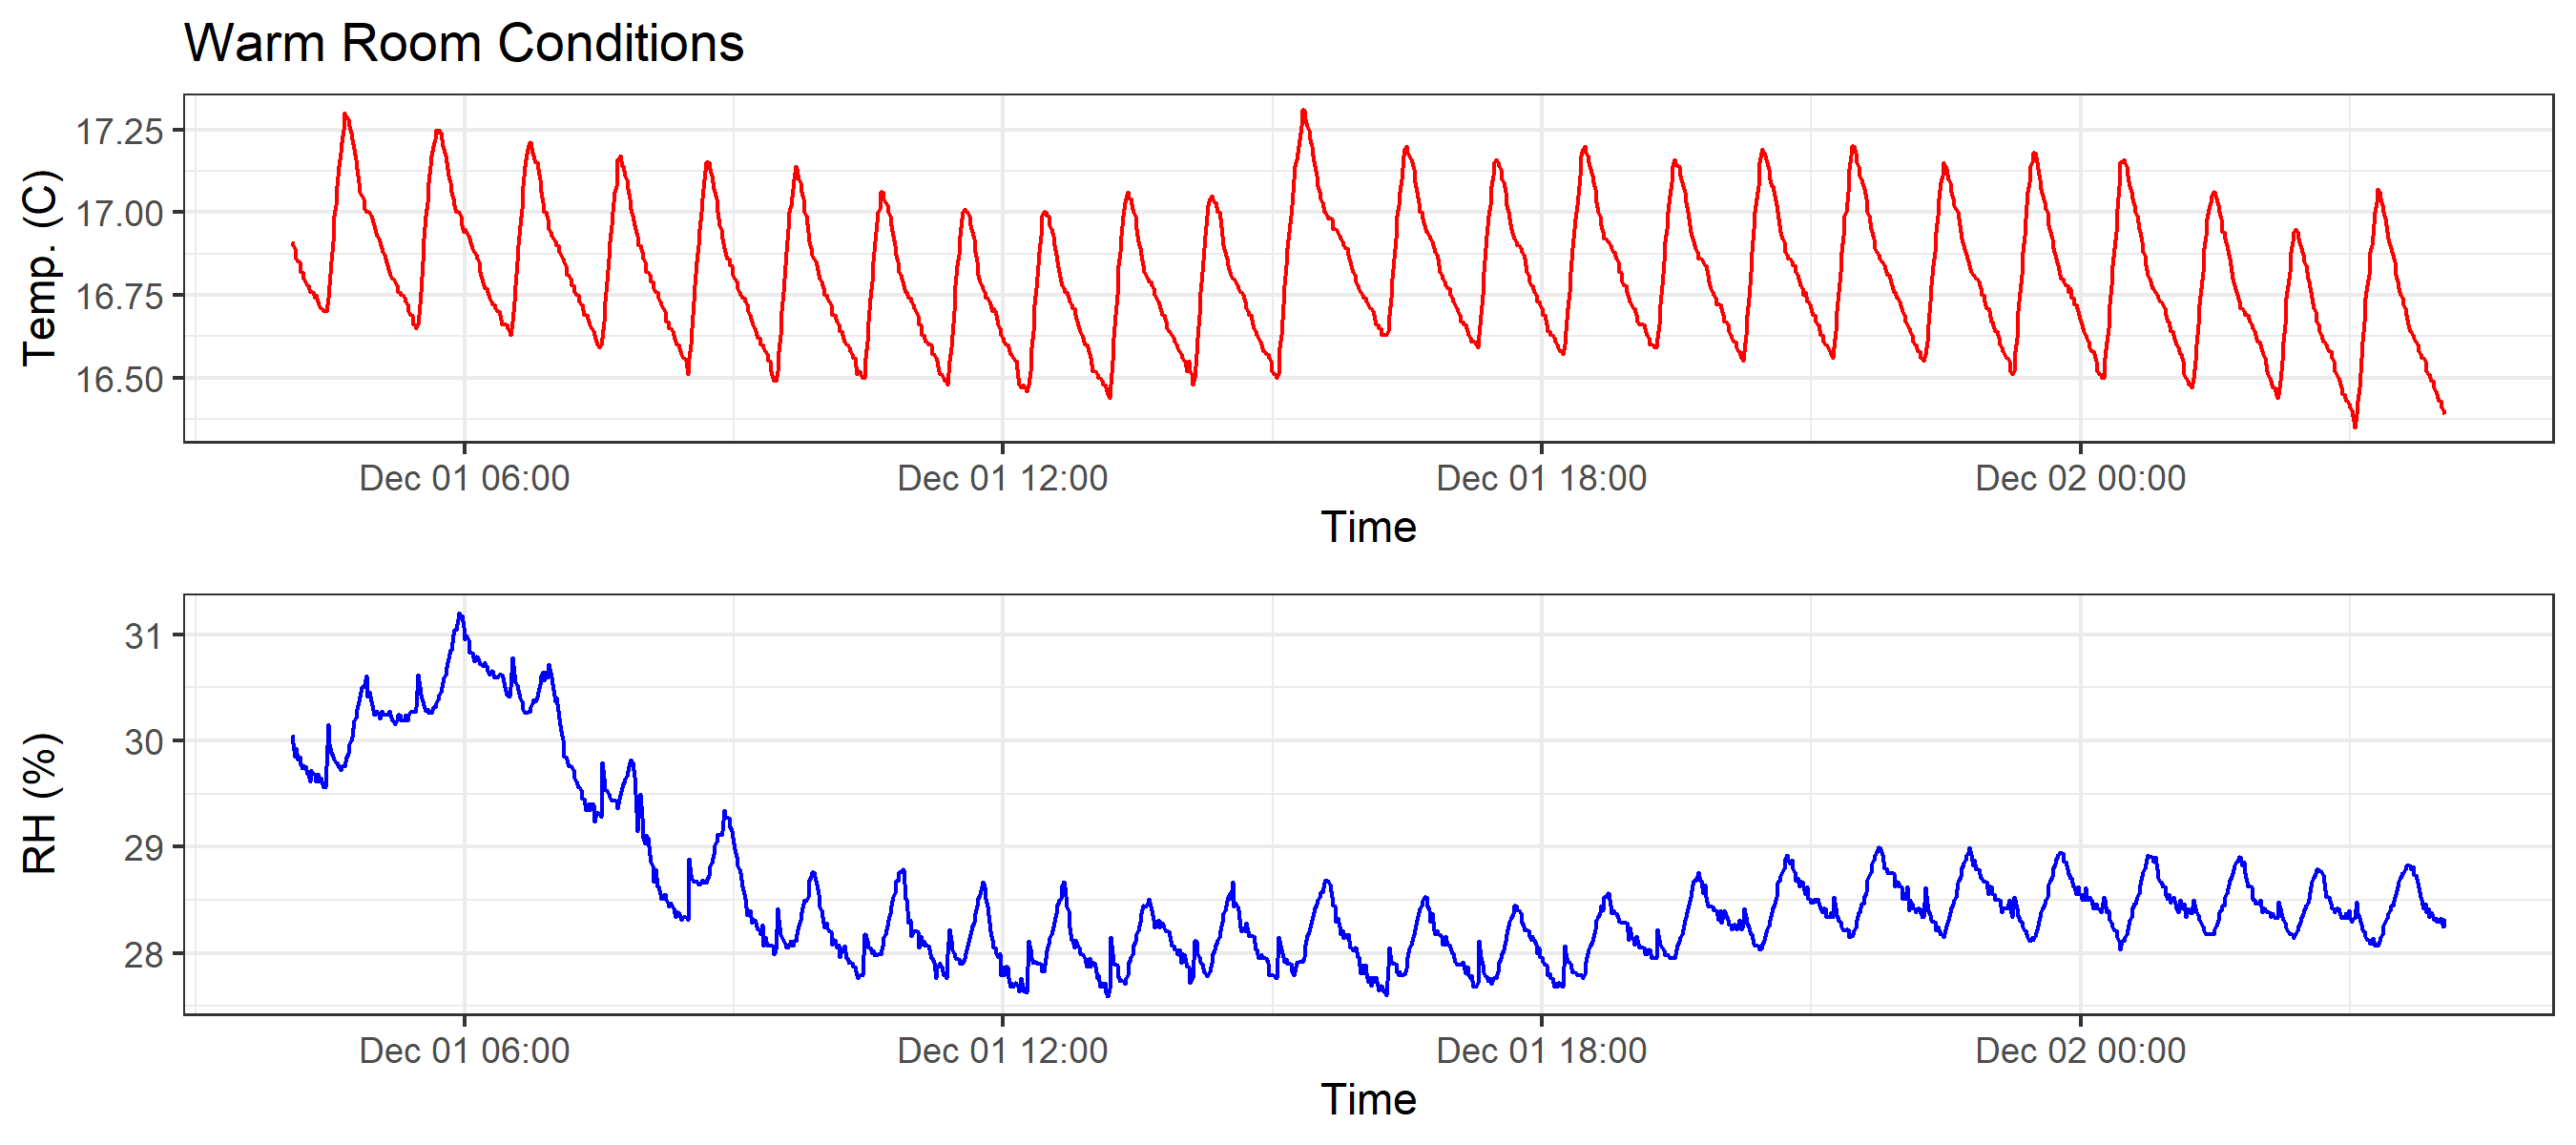 Warm Room Conditions
Temp. (C)
17.25
17.00
16.75
16.50
Dec 01 06:00 Dec 01 12:00 Dec 01 18:00 Dec 02 00:00
Time
RH (%)
31
30
29
28
Dec 01 06:00 Dec 01 12:00 Dec 01 18:00 Dec 02 00:00
Time